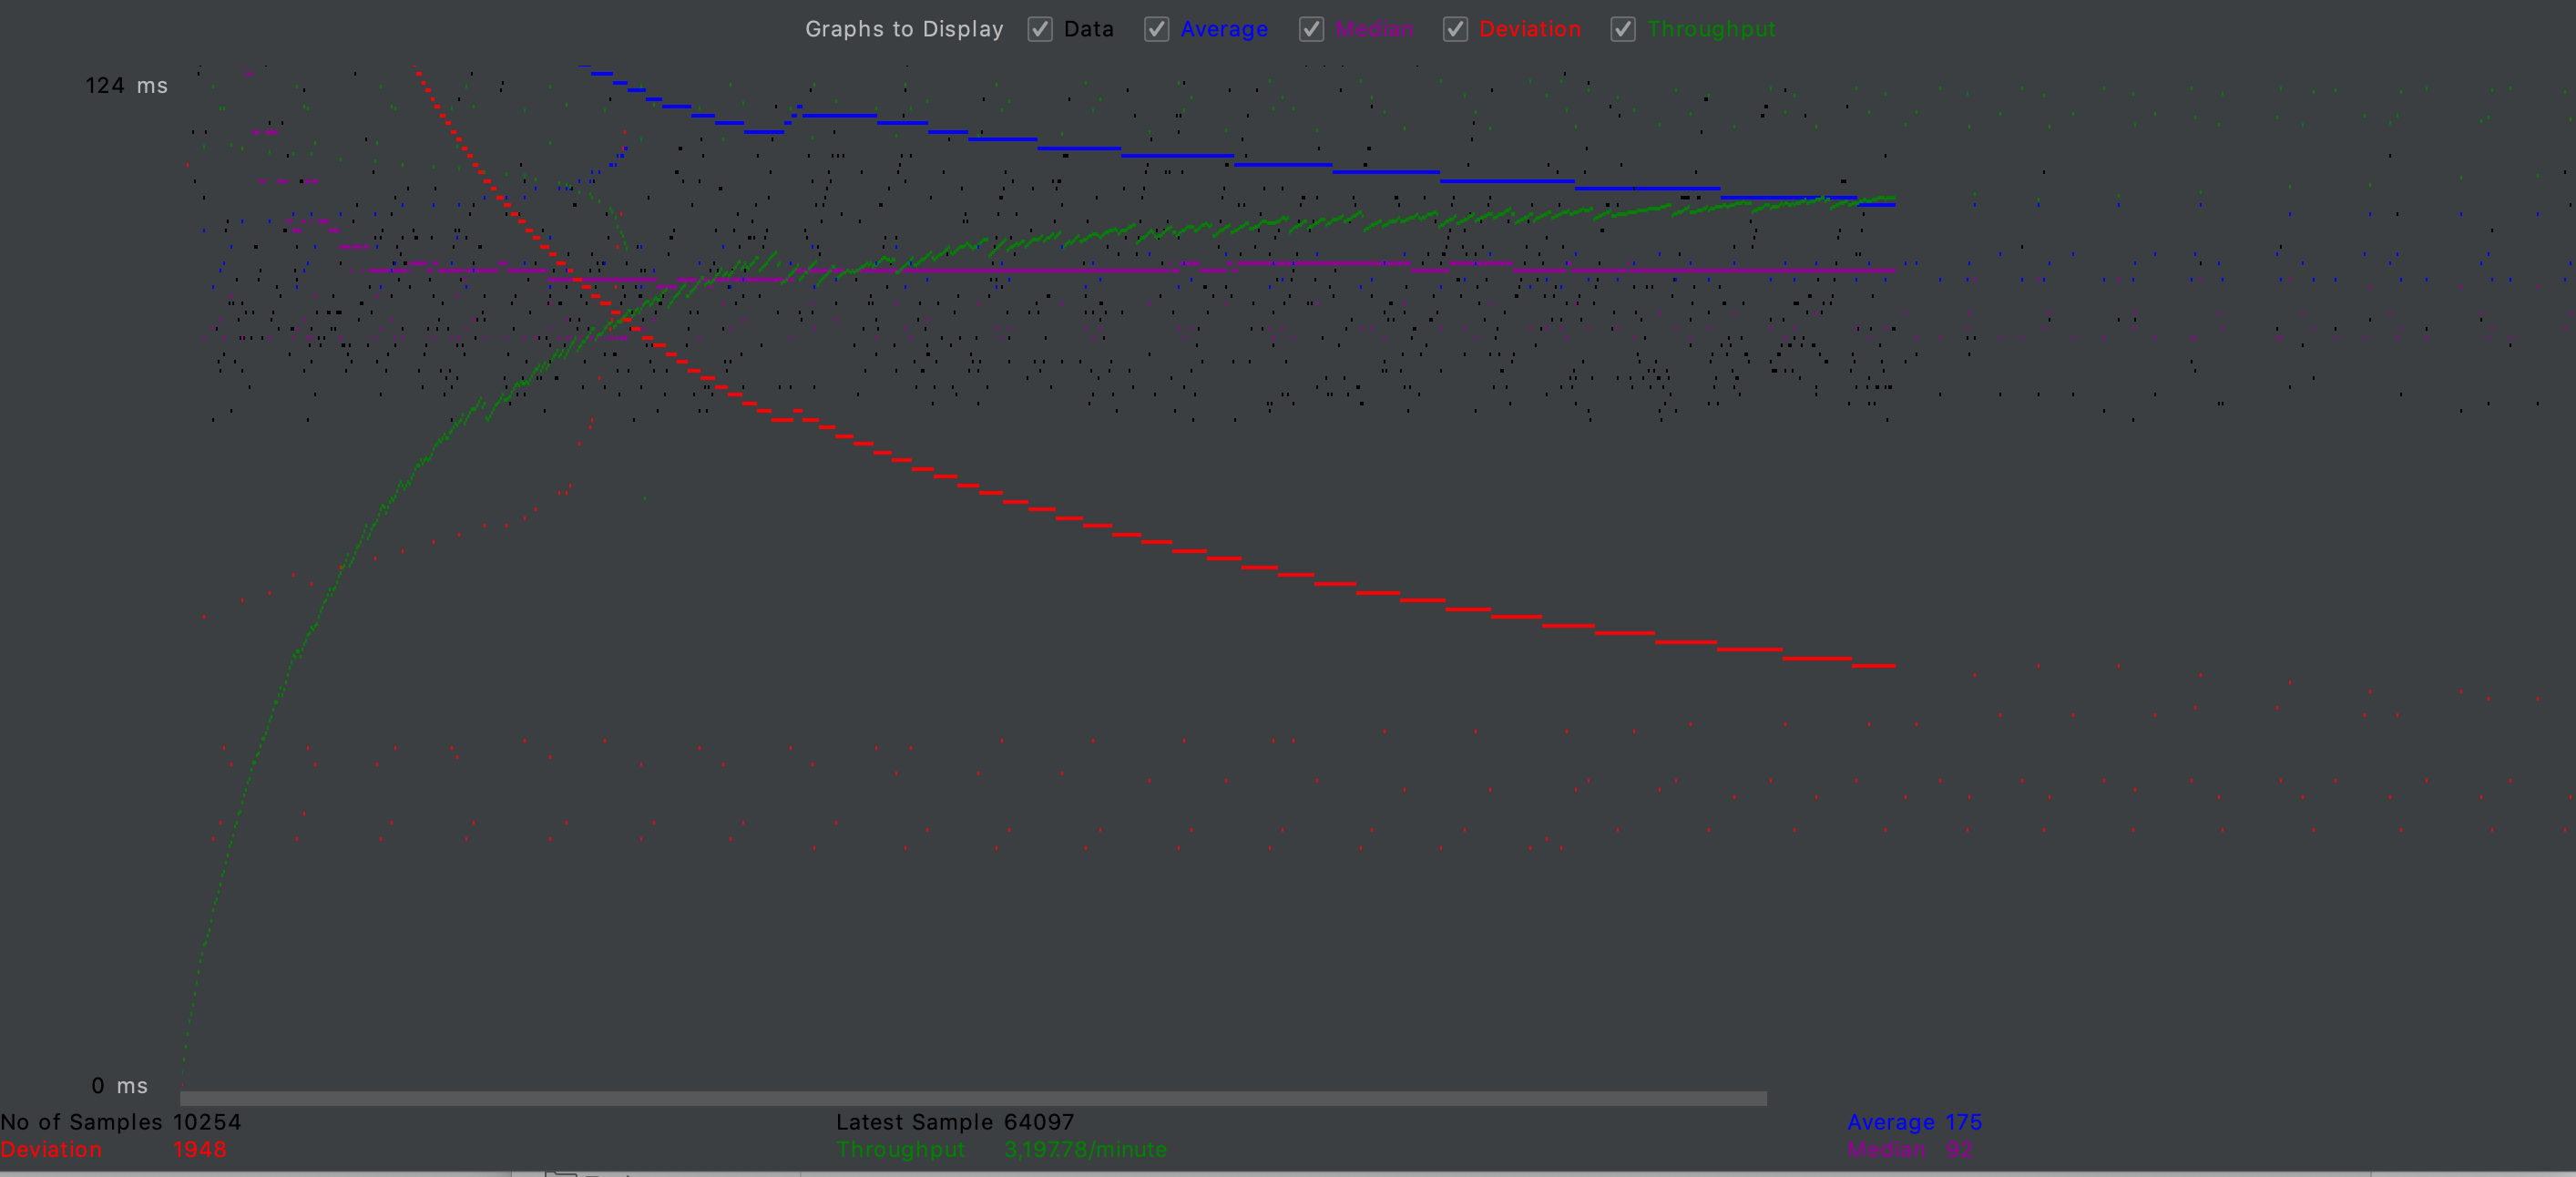 Graphs to Display Data Average Median Deviation Throughput
124 ms
0 ms
No of Samples 10254 Latest Sample 64097 Average 175
Deviation 1948 Throughput 3,197.78/minute Median 92